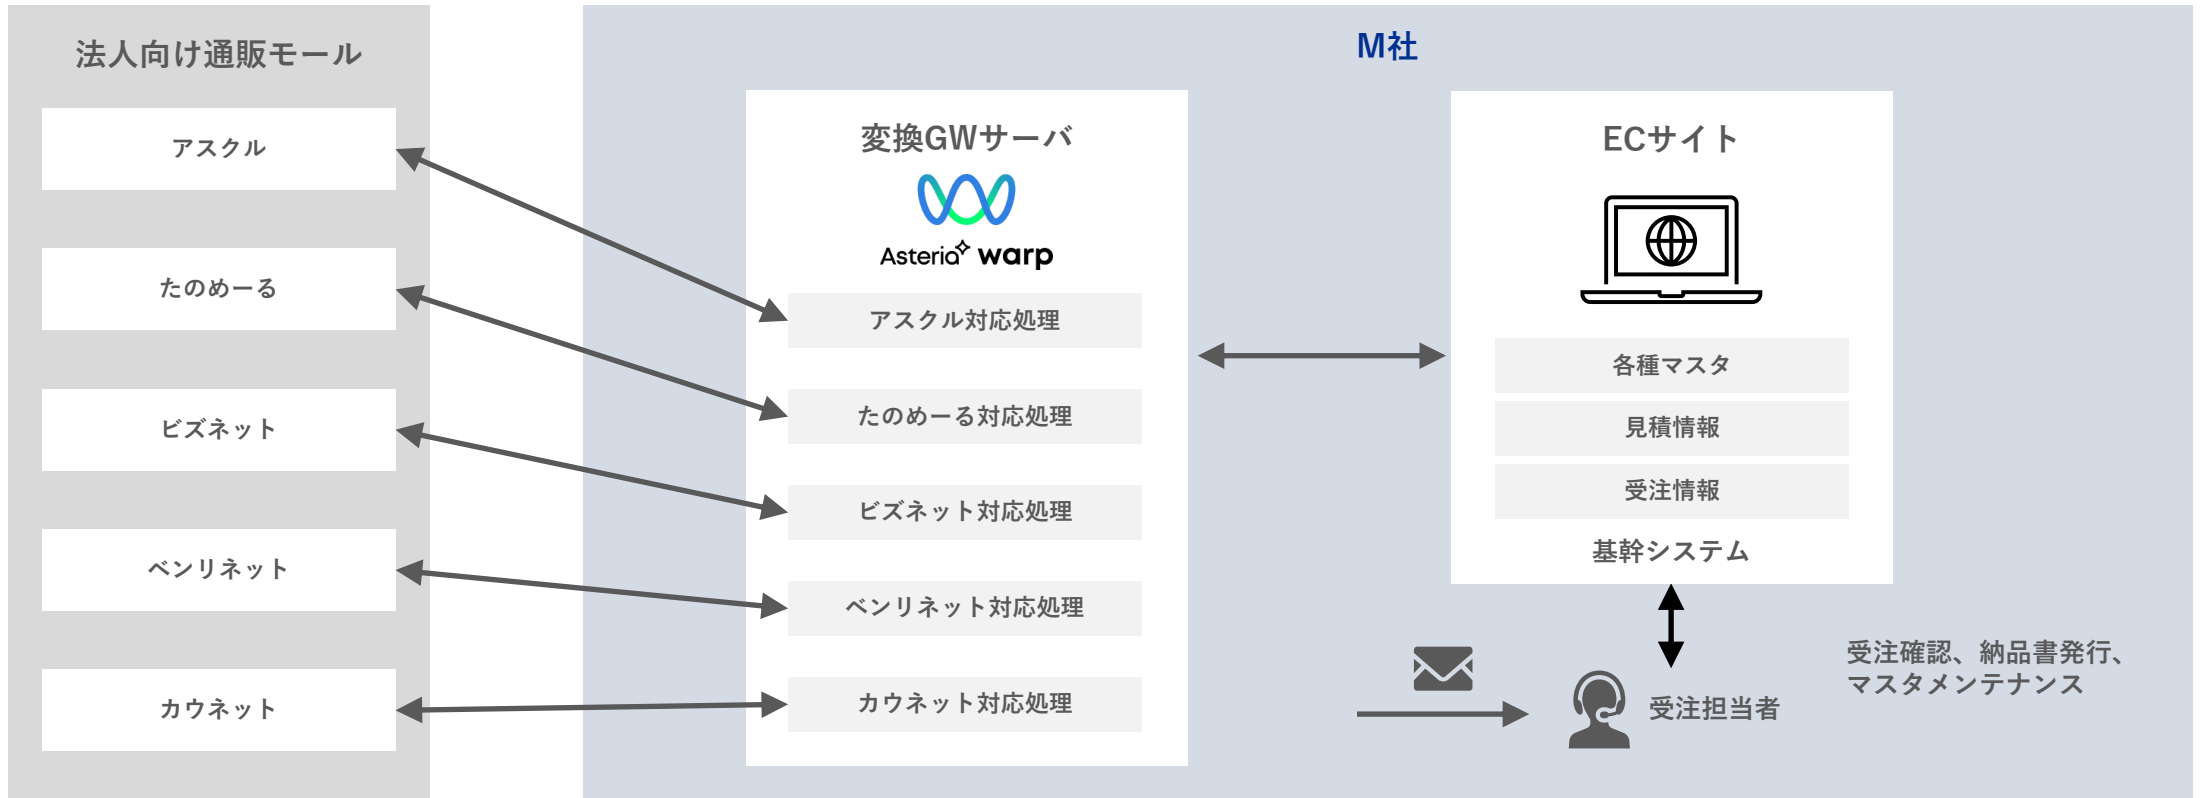 法人向け通販モール
アスクル
たのめーる
ビズネット
ベンリネット
カウネット
M社
変換GWサーバ
Asteria warp
アスクル対応処理
たのめーる対応処理
ビズネット対応処理
ベンリネット対応処理
カウネット対応処理
ECサイト
各種マスタ
見積情報
受注情報
基幹システム
受注担当者
受注確認、納品書発行、
マスタメンテナンス